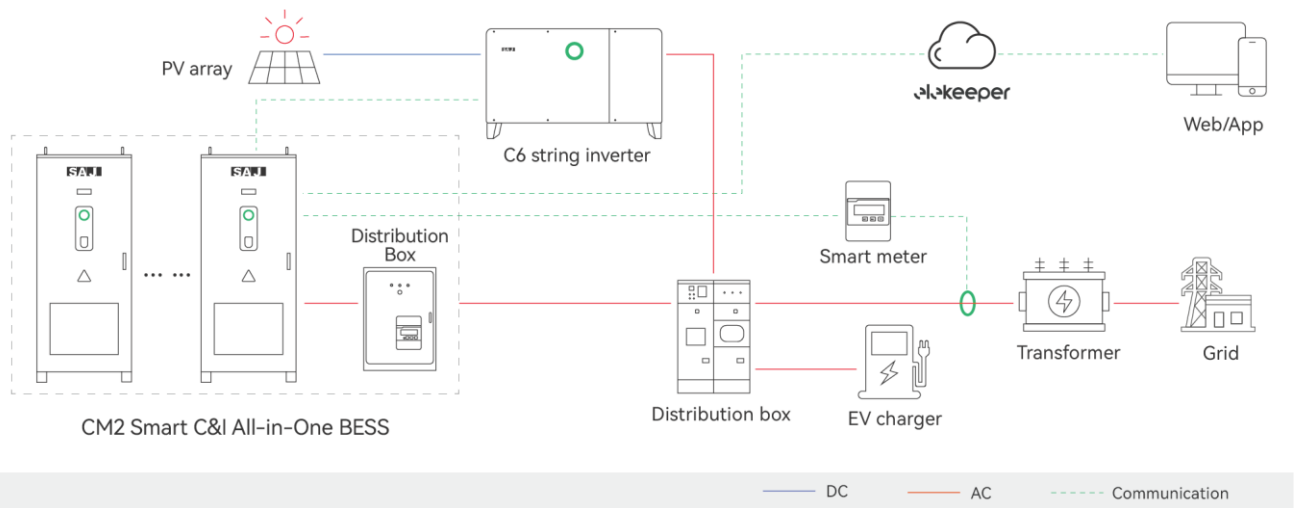 PV array
SAJ
C6 string inverter
elekeeper
Web/App
SAJ
SAJ
Distribution
Box
Smart meter
Transformer
Grid
Distribution box
EV charger
CM2 Smart C&I All-in-One BESS
DC
AC
Communication